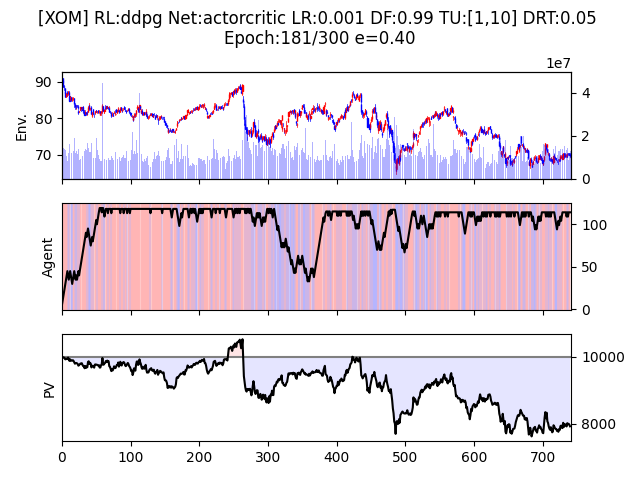 [XOM] RL:ddpg Net:actorcritic LR:0.001 DF:0.99 TU:[1,10] DRT:0.05
Epoch:181/300 e=0.40
1e7
Env.
90
80
70
4
2
0
Agent
100
50
0
PV
10000
8000
0 100 200 300 400 500 600 700